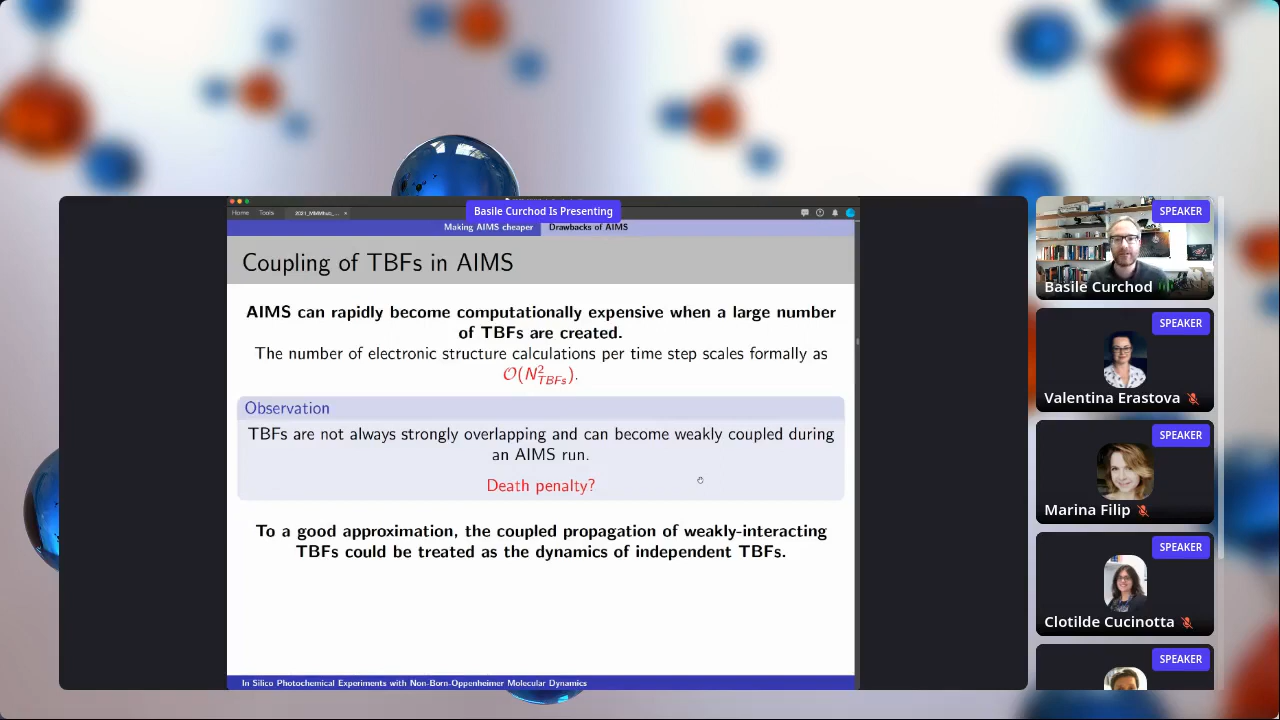 Home Tools 2021_MMMhub_... ×
Basile Curchod Is Presenting
Making AIMS cheaper Drawbacks of AIMS
Coupling of TBFs in AIMS
AIMS can rapidly become computationally expensive when a large number
of TBFs are created.
The number of electronic structure calculations per time step scales formally as
𝒪(N²_TBFs).
Observation
TBFs are not always strongly overlapping and can become weakly coupled during
an AIMS run.
Death penalty?
To a good approximation, the coupled propagation of weakly-interacting
TBFs could be treated as the dynamics of independent TBFs.
In Silico Photochemical Experiments with Non-Born-Oppenheimer Molecular Dynamics
SPEAKER
Basile Curchod
SPEAKER
Valentina Erastova
SPEAKER
Marina Filip
SPEAKER
Clotilde Cucinotta
SPEAKER